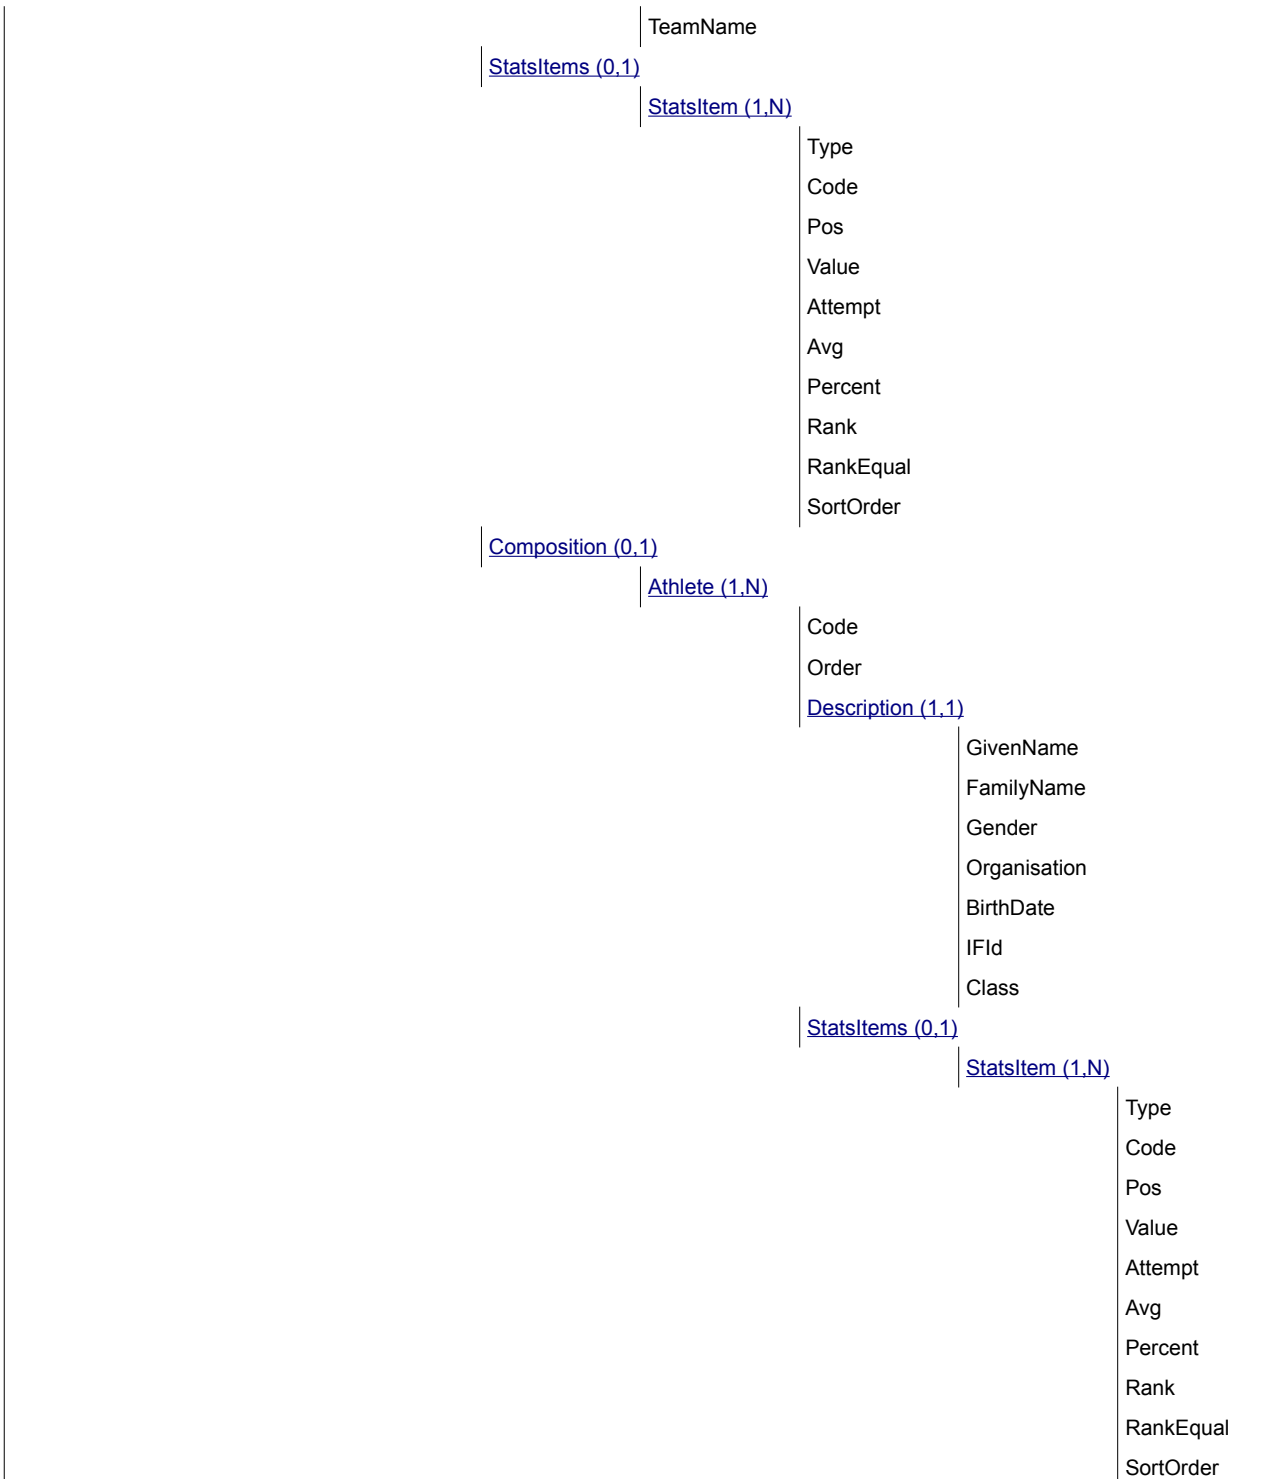 TeamName
StatsItems (0,1)
StatsItem (1,N)
Type
Code
Pos
Value
Attempt
Avg
Percent
Rank
RankEqual
SortOrder
Composition (0,1)
Athlete (1,N)
Code
Order
Description (1,1)
GivenName
FamilyName
Gender
Organisation
BirthDate
IFId
Class
StatsItems (0,1)
StatsItem (1,N)
Type
Code
Pos
Value
Attempt
Avg
Percent
Rank
RankEqual
SortOrder